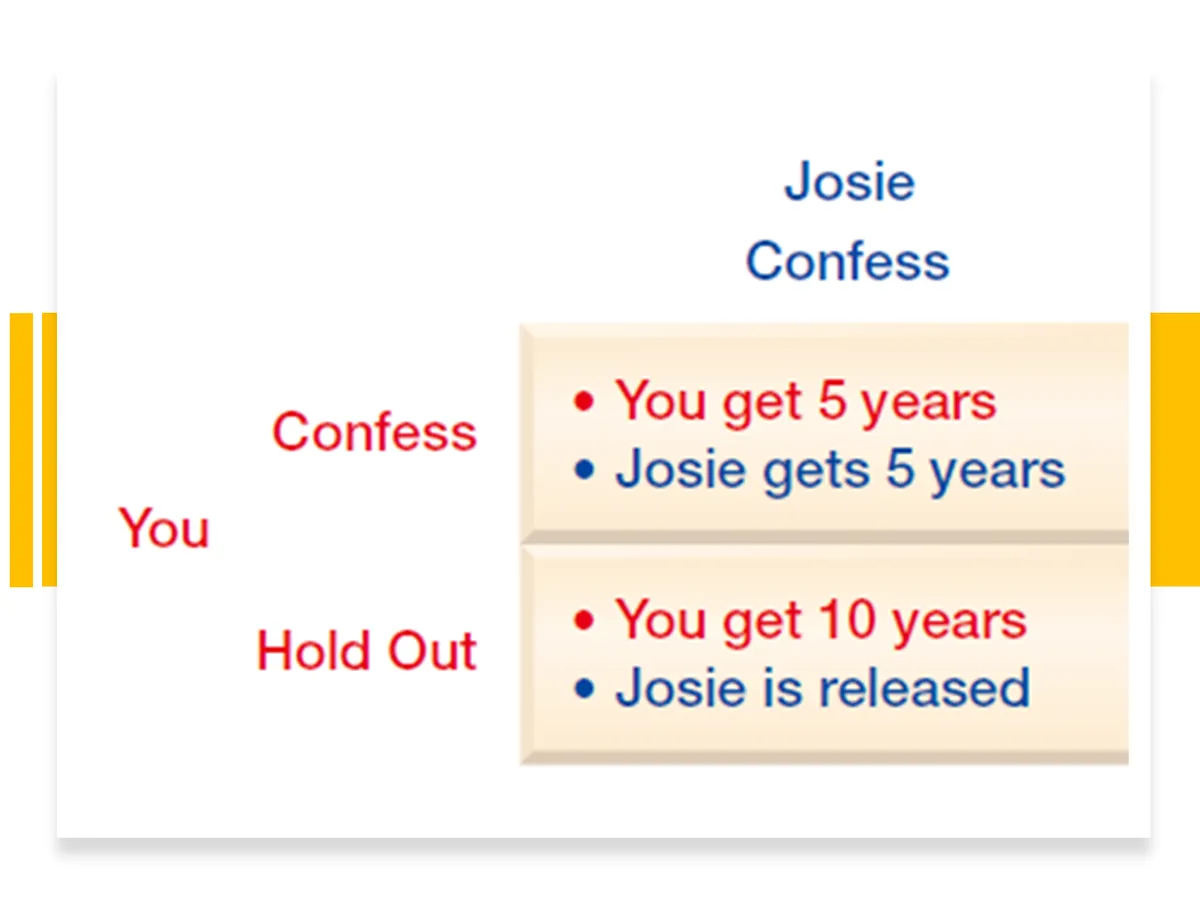 Josie
Confess
Confess
• You get 5 years
• Josie gets 5 years
You
Hold Out
• You get 10 years
• Josie is released